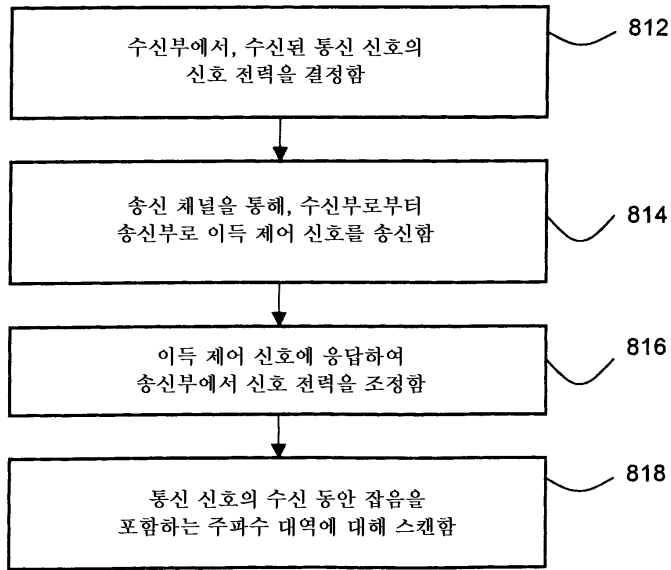 수신부에서, 수신된 통신 신호의
신호 전력을 결정함
812
송신 채널을 통해, 수신부로부터
송신부로 이득 제어 신호를 송신함
814
이득 제어 신호에 응답하여
송신부에서 신호 전력을 조정함
816
통신 신호의 수신 동안 잡음을
포함하는 주파수 대역에 대해 스캔함
818